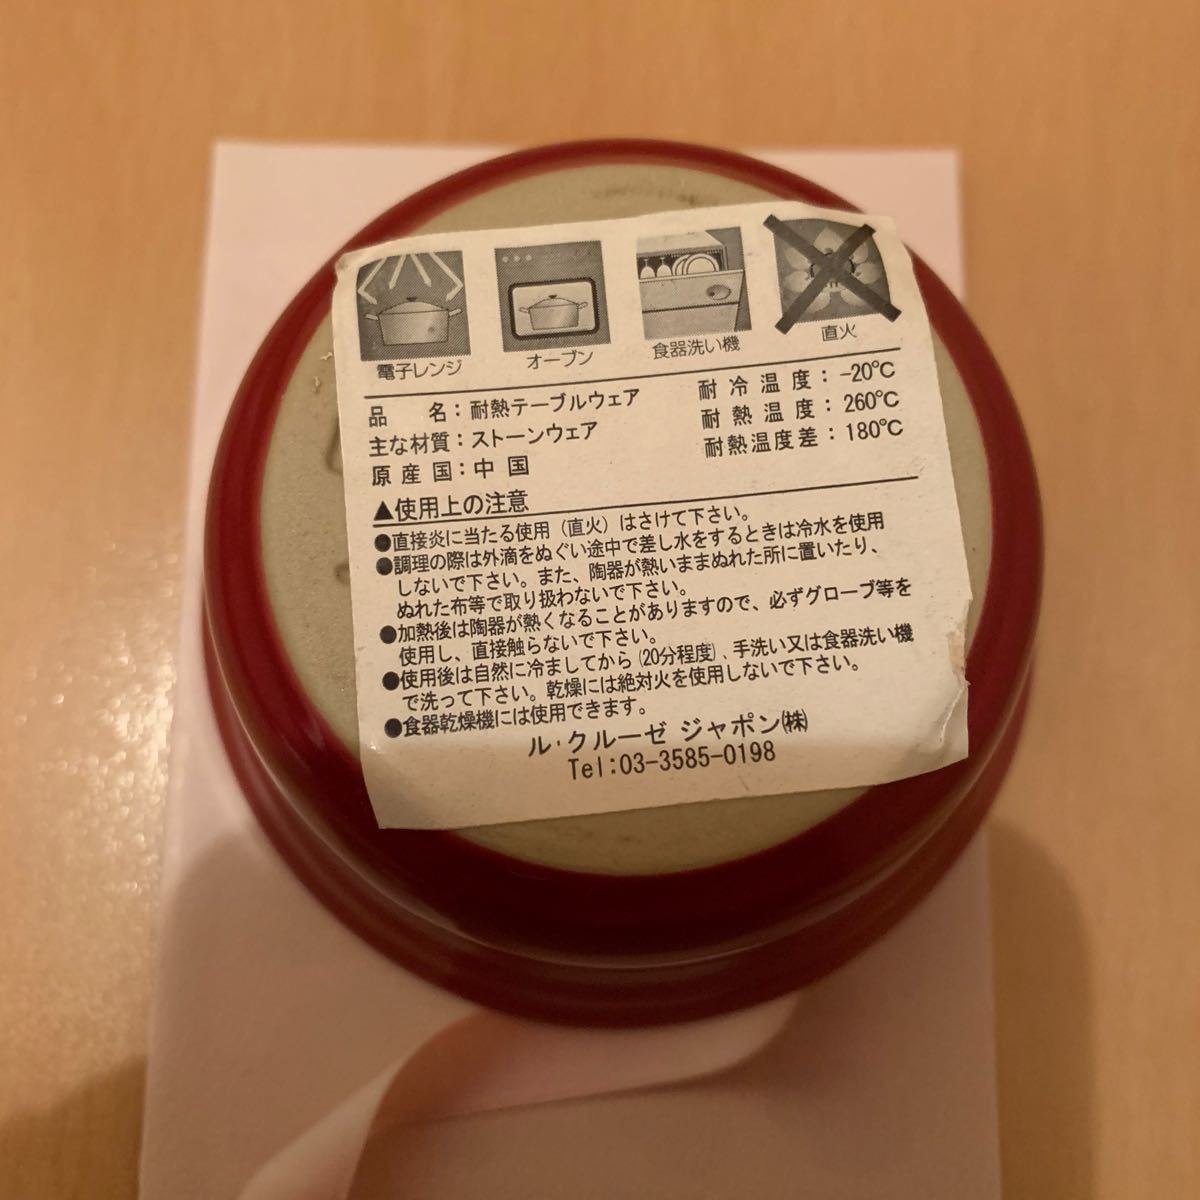 電子レンジ
オーブン
食器洗い機
直火
品　名：耐熱テーブルウェア
主な材質：ストーンウェア
原産国：中国
耐冷温度：-20℃
耐熱温度：260℃
耐熱温度差：180℃
▲使用上の注意
●直接炎に当たる使用（直火）はさけて下さい。
●調理の際は外滴をぬぐい途中で差し水をするときは冷水を使用
しないで下さい。また、陶器が熱いままぬれた所に置いたり、
ぬれた布等で取り扱わないで下さい。
●加熱後は陶器が熱くなることがありますので、必ずグローブ等を
使用し、直接触らないで下さい。
●使用後は自然に冷ましてから(20分程度)、手洗い又は食器洗い機
で洗って下さい。乾燥には絶対火を使用しないで下さい。
●食器乾燥機には使用できます。
ル・クルーゼ ジャポン㈱
Tel:03-3585-0198